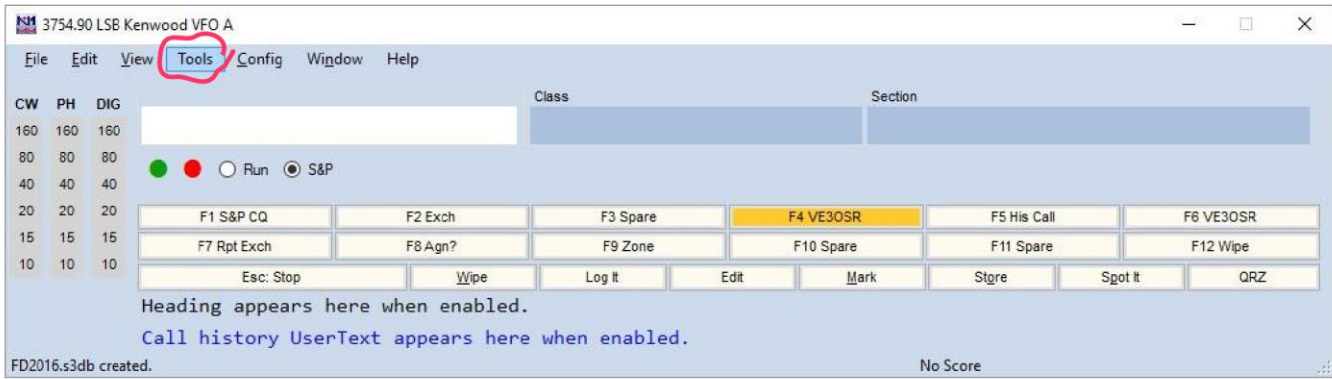 3754.90 LSB Kenwood VFO A
File Edit View Tools Config Window Help
CW PH DIG Class Section
160 160 160
80 80 80 Run S&P
40 40 40
20 20 20 F1 S&P CQ F2 Exch F3 Spare F4 VE3OSR F5 His Call F6 VE3OSR
15 15 15 F7 Rpt Exch F8 Agn? F9 Zone F10 Spare F11 Spare F12 Wipe
10 10 10 Esc: Stop Wipe Log It Edit Mark Store Spot It QRZ
Heading appears here when enabled.
Call history UserText appears here when enabled.
FD2016.s3db created. No Score